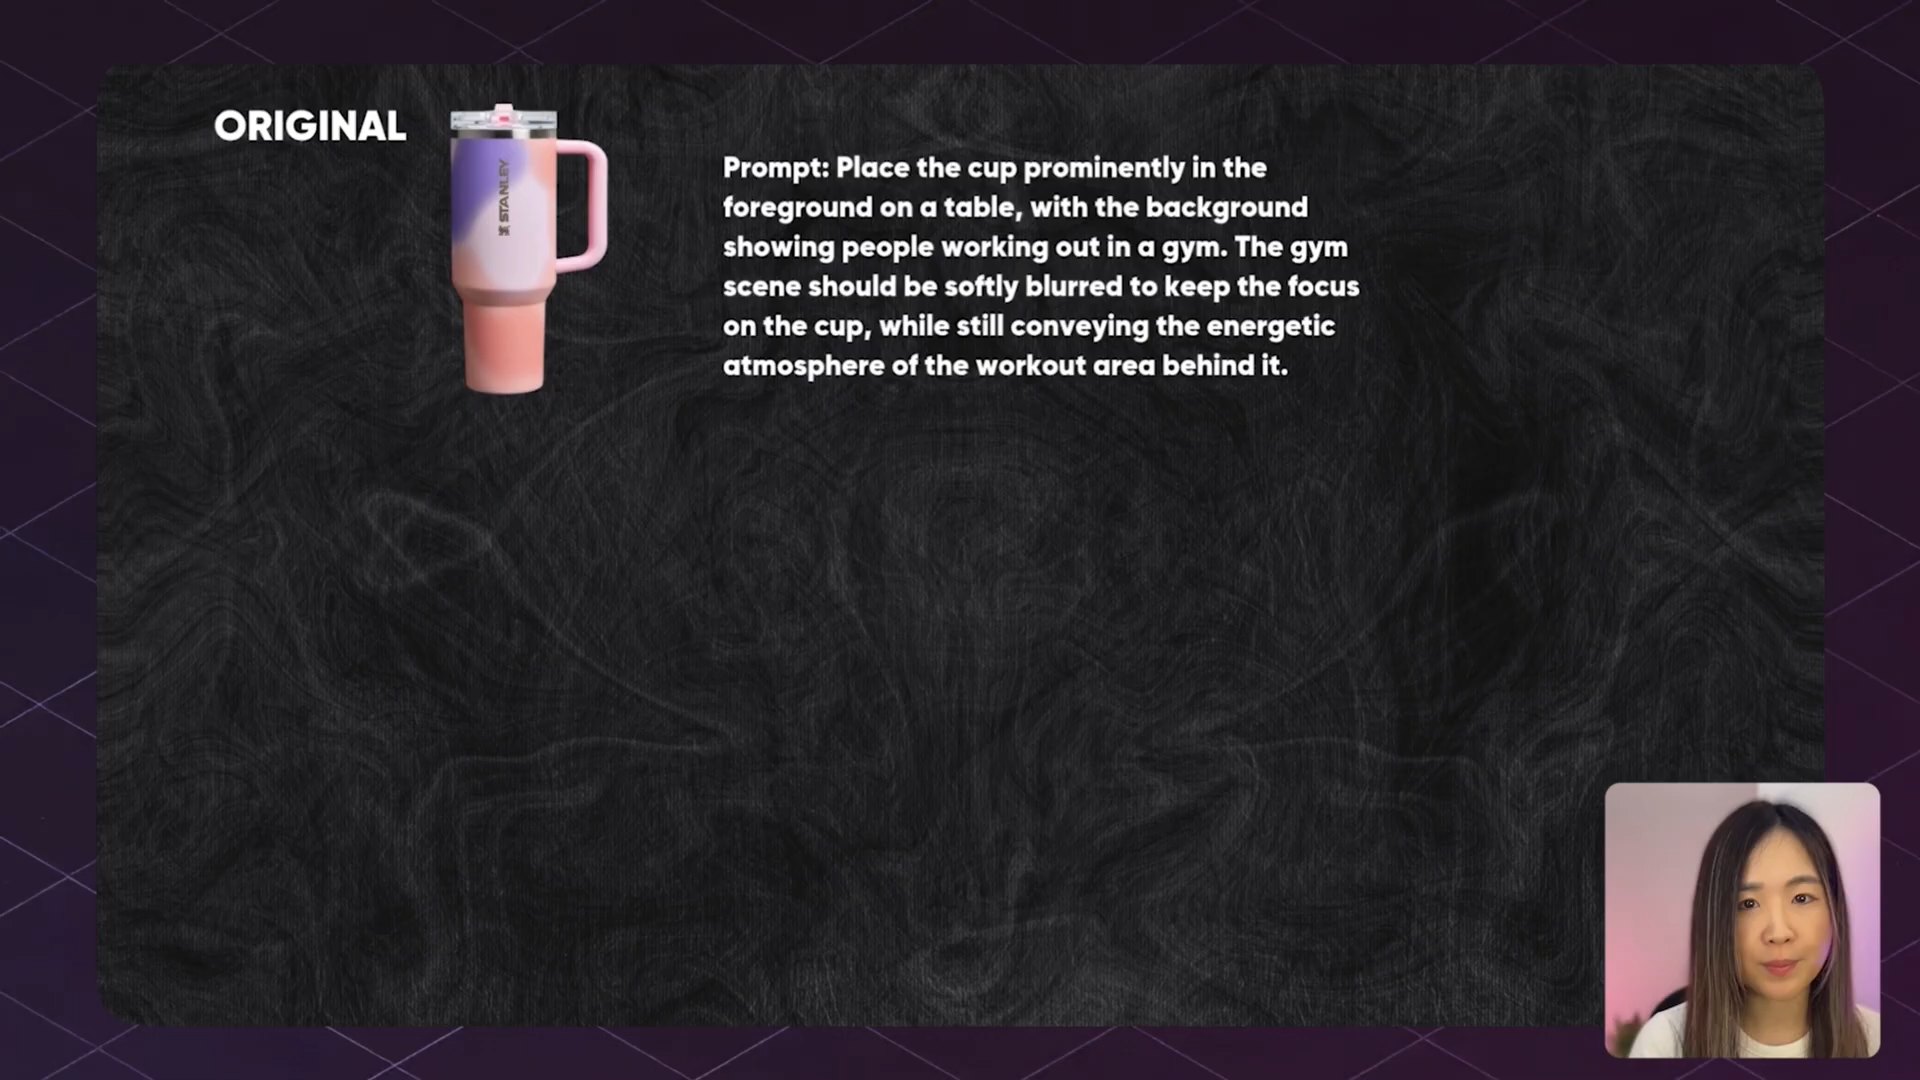 ORIGINAL
STANLEY
Prompt: Place the cup prominently in the
foreground on a table, with the background
showing people working out in a gym. The gym
scene should be softly blurred to keep the focus
on the cup, while still conveying the energetic
atmosphere of the workout area behind it.